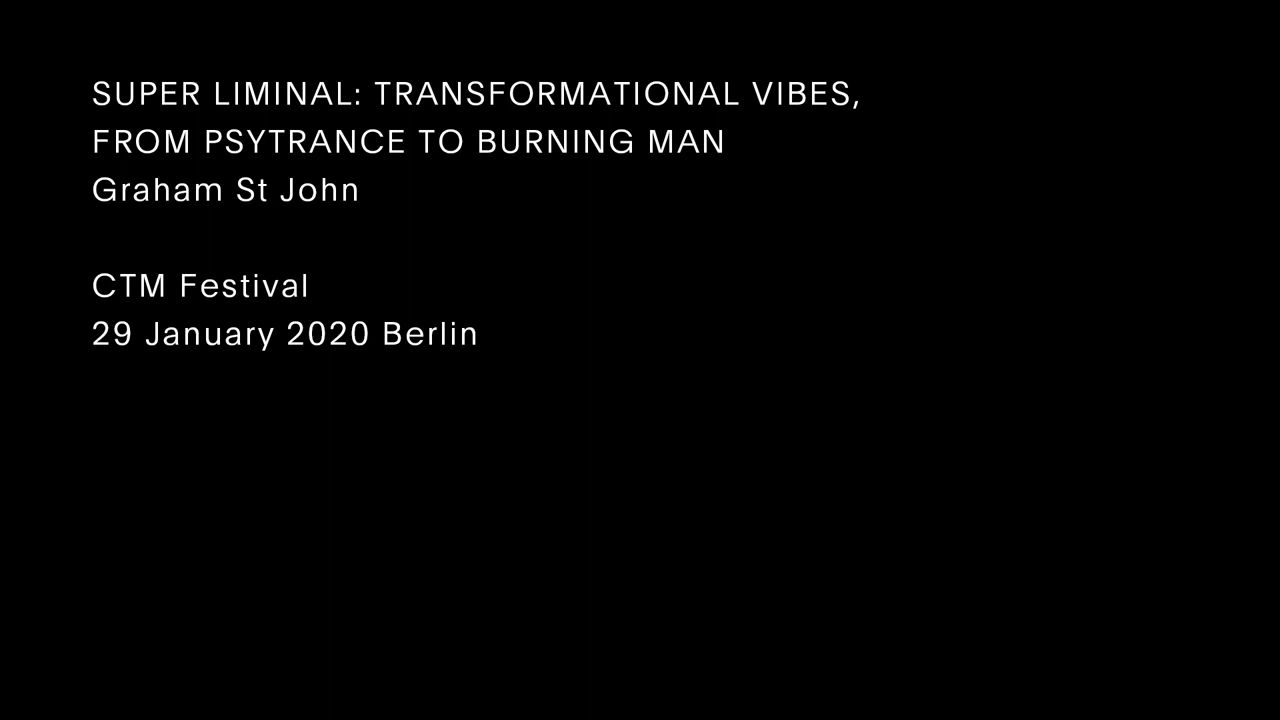 SUPER LIMINAL: TRANSFORMATIONAL VIBES,
FROM PSYTRANCE TO BURNING MAN
Graham St John
CTM Festival
29 January 2020 Berlin